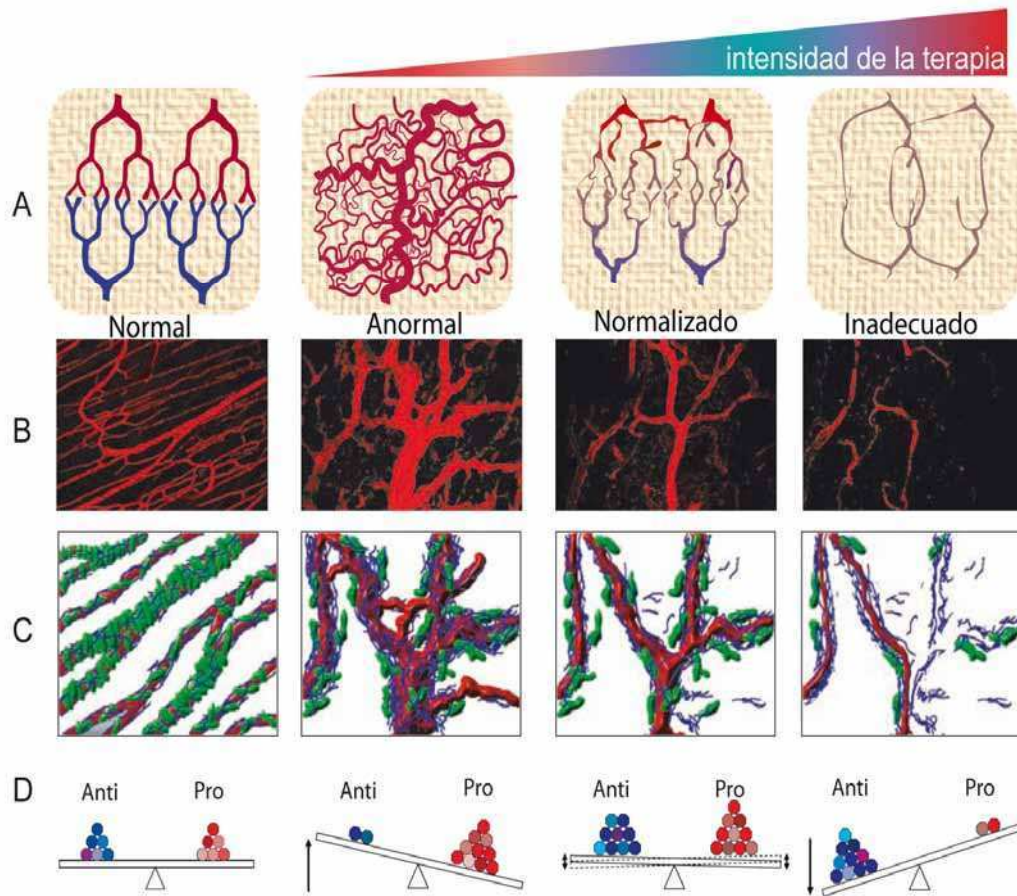 intensidad de la terapia
A
Normal
Anormal
Normalizado
Inadecuado
B
C
D
Anti
Pro
Anti
Pro
Anti
Pro
Anti
Pro